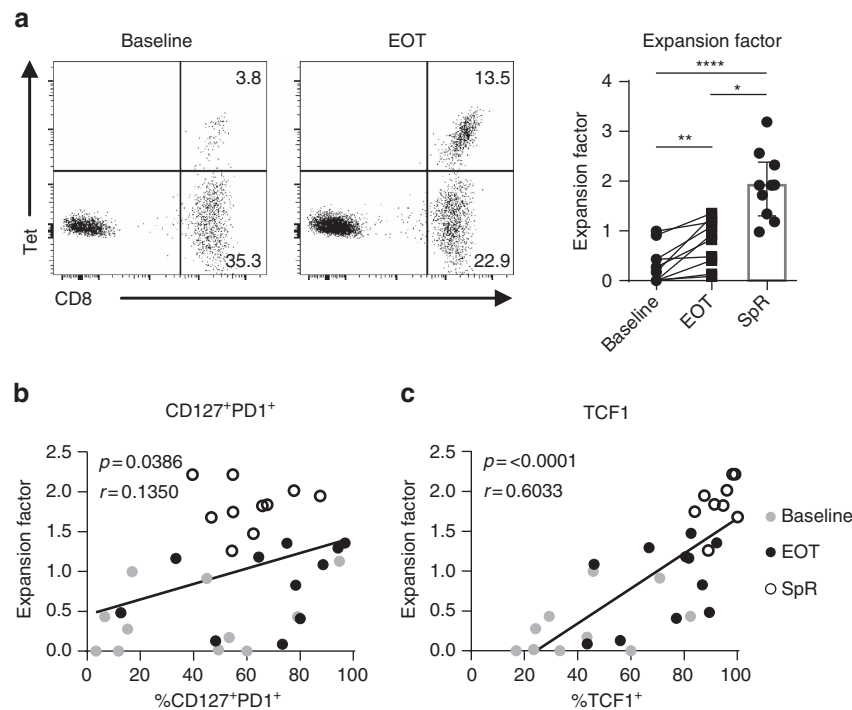 a
Baseline
EOT
Expansion factor
3.8
13.5
35.3
22.9
Tet
CD8
Expansion factor
4
3
2
1
0
****
*
**
Baseline
EOT
SpR
b
CD127+PD1+
p=0.0386
r=0.1350
Expansion factor
2.5
2.0
1.5
1.0
0.5
0.0
0 20 40 60 80 100
%CD127+PD1+
c
TCF1
p=<0.0001
r=0.6033
Expansion factor
2.5
2.0
1.5
1.0
0.5
0.0
0 20 40 60 80 100
%TCF1+
Baseline
EOT
SpR